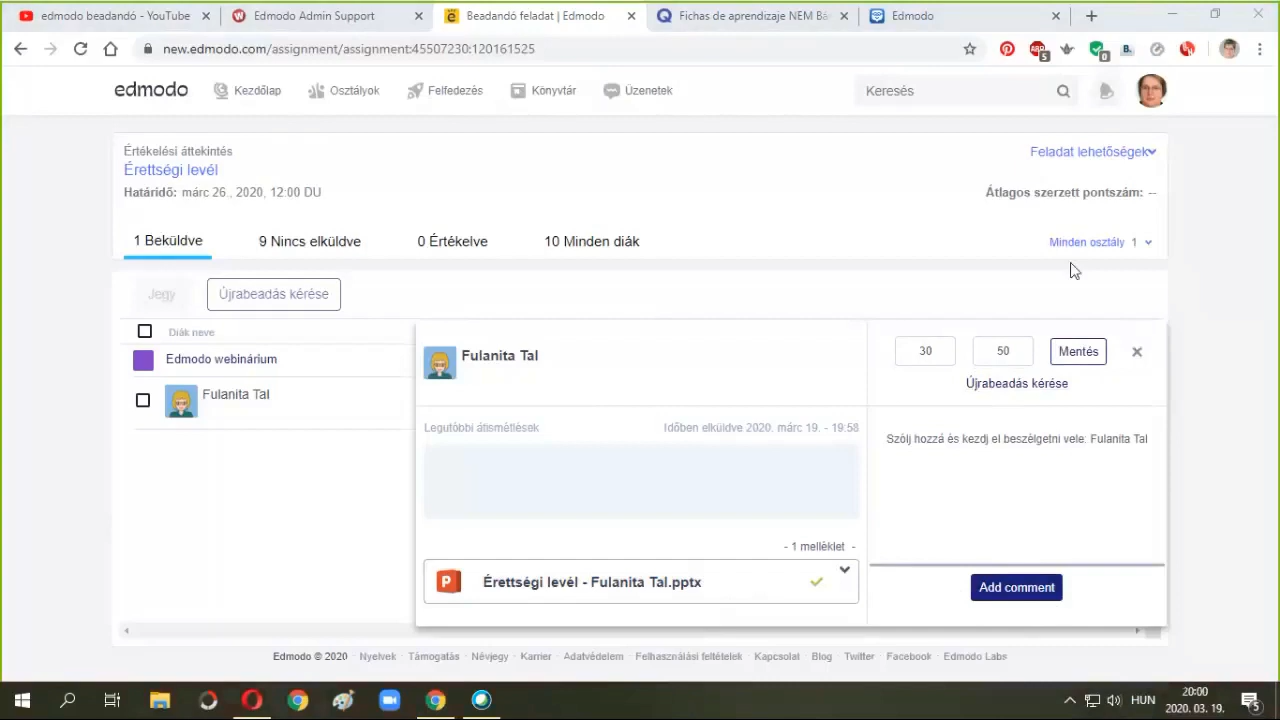 edmodo beadandó - YouTube
Edmodo Admin Support
Beadandó feladat | Edmodo
Fichas de aprendizaje NEM Bá
Edmodo
new.edmodo.com/assignment/assignment:45507230:120161525
edmodo Kezdőlap Osztályok Felfedezés Könyvtár Üzenetek Keresés
Értékelési áttekintés
Érettségi levél
Feladat lehetőségek
Határidő: márc 26., 2020, 12:00 DU
Átlagos szerzett pontszám: --
1 Beküldve 9 Nincs elküldve 0 Értékelve 10 Minden diák
Minden osztály 1
Jegy Újrabeadás kérése
Diák neve
Edmodo webinárium
Fulanita Tal
Fulanita Tal
30 50 Mentés
Újrabeadás kérése
Legutóbbi átismétlések Időben elküldve 2020. márc 19. - 19:58
Szólj hozzá és kezdj el beszélgetni vele: Fulanita Tal
- 1 melléklet -
Érettségi levél - Fulanita Tal.pptx
Add comment
Edmodo © 2020 · Nyelvek · Támogatás · Névjegy · Karrier · Adatvédelem · Felhasználási feltételek · Kapcsolat · Blog · Twitter · Facebook · Edmodo Labs
HUN
20:00
2020. 03. 19.
5